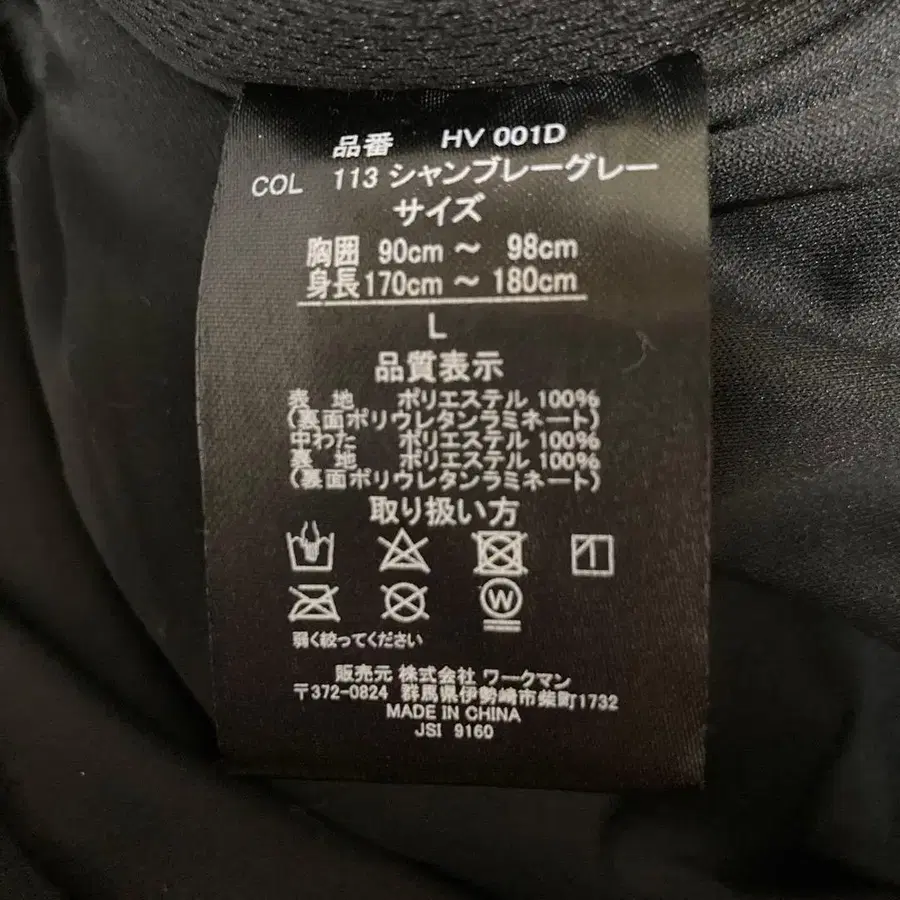 品番 HV 001D
COL 113 シャンブレーグレー
サイズ
胸囲 90cm ～ 98cm
身長 170cm ～ 180cm
L
品質表示
表 地 ポリエステル 100%
(裏面ポリウレタンラミネート)
中わた ポリエステル 100%
裏 地 ポリエステル 100%
(裏面ポリウレタンラミネート)
取り扱い方
W
弱く絞ってください
販売元 株式会社 ワークマン
〒372-0824 群馬県伊勢崎市柴町1732
MADE IN CHINA
JSI 9160